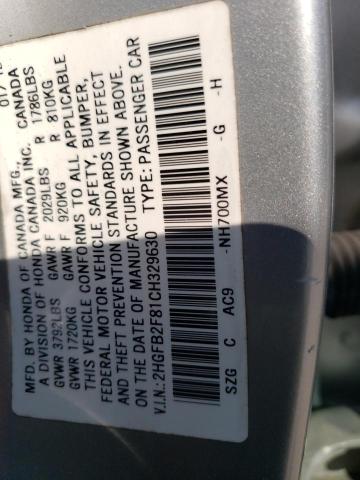 MFD. BY HONDA OF CANADA MFG., 01/12
A DIVISION OF HONDA CANADA INC. CANADA
GVWR 3792LBS GAWR F 2029LBS R 1786LBS
GVWR 1720KG GAWR F 920KG R 810KG
THIS VEHICLE CONFORMS TO ALL APPLICABLE
FEDERAL MOTOR VEHICLE SAFETY, BUMPER,
AND THEFT PREVENTION STANDARDS IN EFFECT
ON THE DATE OF MANUFACTURE SHOWN ABOVE.
V.I.N.:2HGFB2F81CH329630 TYPE: PASSENGER CAR
SZG C AC9 -NH700MX -G -H